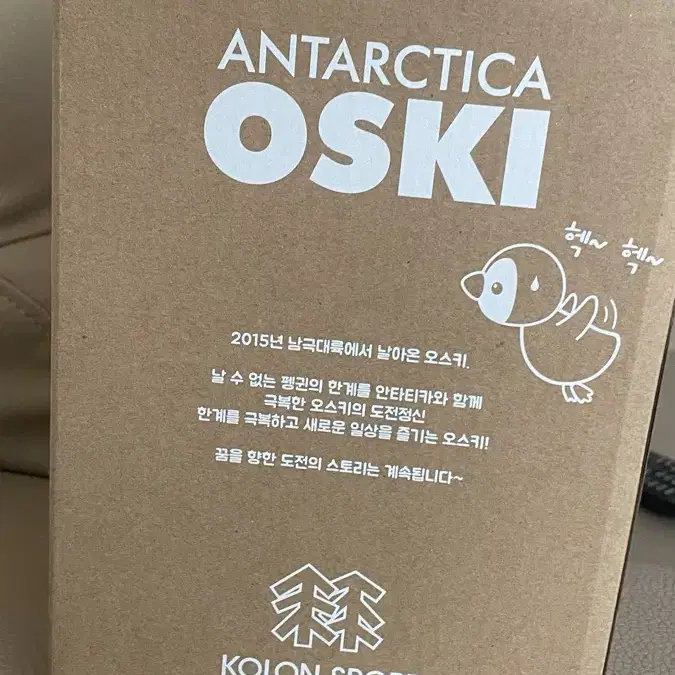 ANTARCTICA
OSKI
헥~ 헥~
2015년 남극대륙에서 날아온 오스키.
날 수 없는 펭귄의 한계를 안타티카와 함께
극복한 오스키의 도전정신
한계를 극복하고 새로운 일상을 즐기는 오스키!
꿈을 향한 도전의 스토리는 계속됩니다~
KOLON SPORT